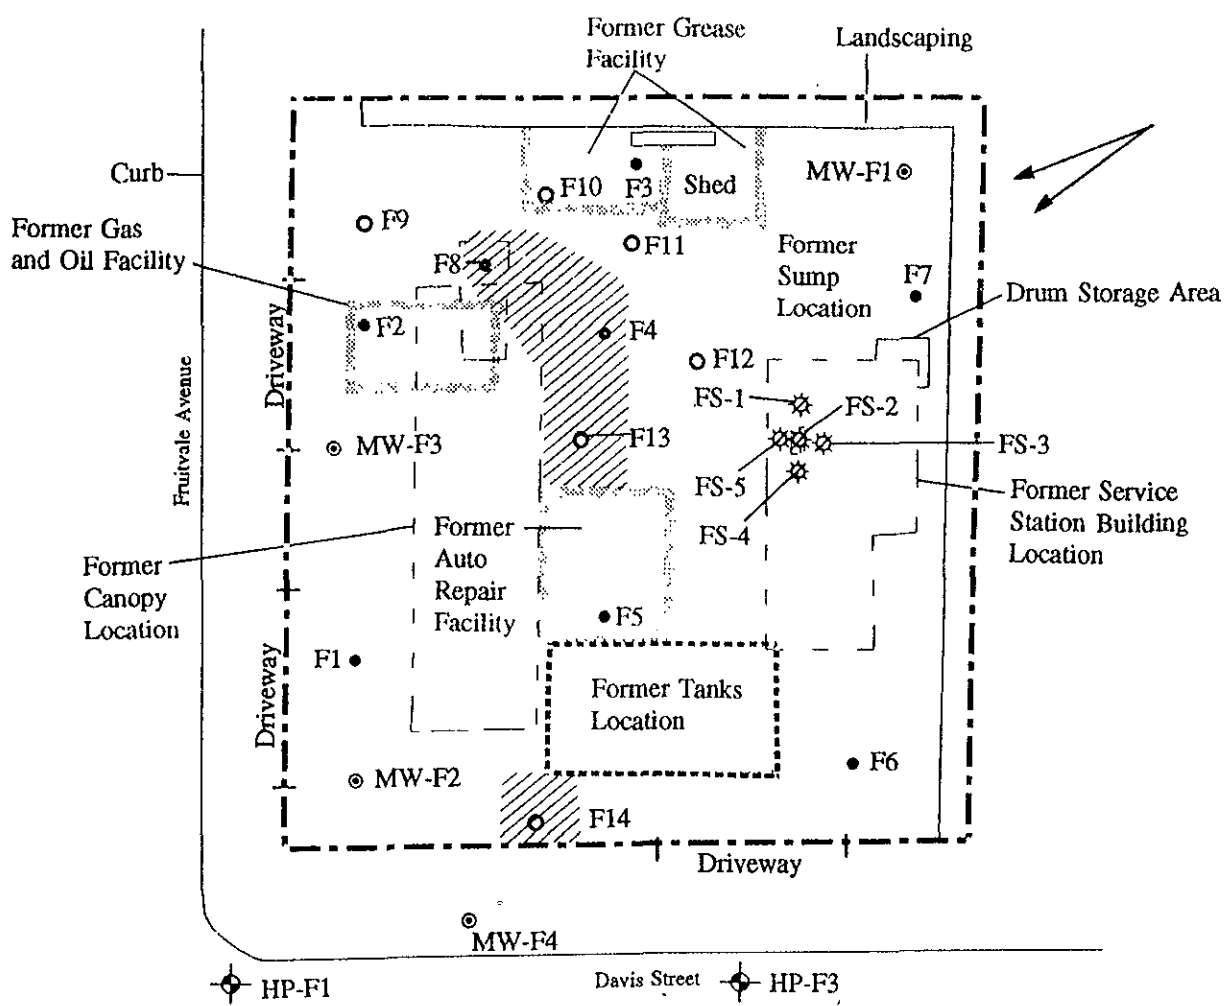 Former Grease
Facility
Landscaping
Curb
F10
F3
Shed
MW-F1
F9
Former Gas
and Oil Facility
F11
F8
Former
Sump
Location
F7
Drum Storage Area
F2
F4
Driveway
F12
FS-1
FS-2
Fruitvale Avenue
MW-F3
F13
FS-3
FS-5
Former Service
Station Building
Location
FS-4
Former
Auto
Repair
Facility
Former
Canopy
Location
F5
F1
Driveway
Former Tanks
Location
MW-F2
F6
F14
Driveway
MW-F4
HP-F1
Davis Street
HP-F3